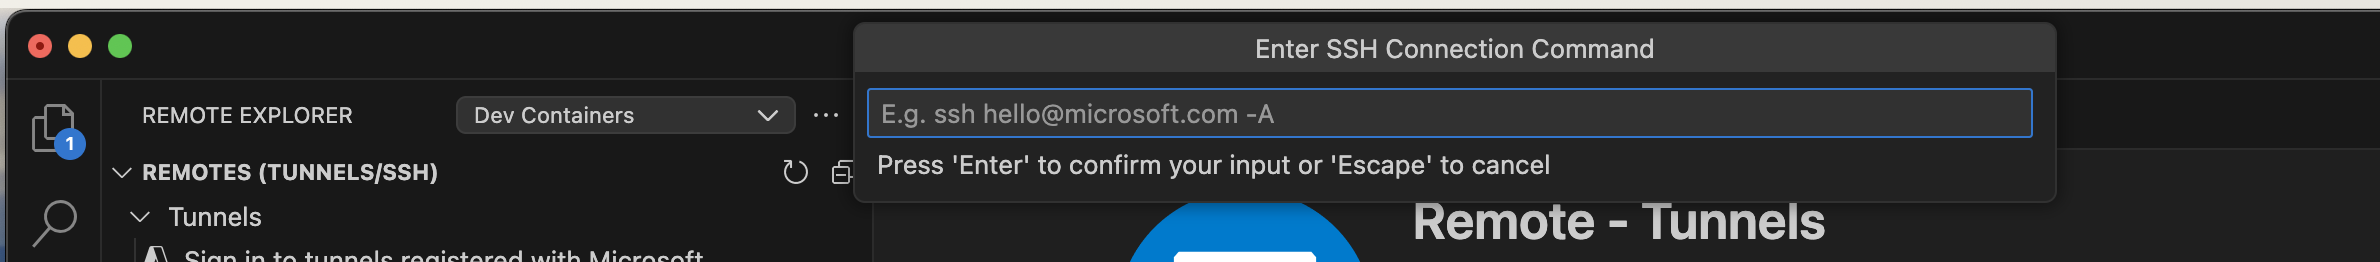 Enter SSH Connection Command
E.g. ssh hello@microsoft.com -A
Press 'Enter' to confirm your input or 'Escape' to cancel
REMOTE EXPLORER
Dev Containers
1
REMOTES (TUNNELS/SSH)
Tunnels
Sign in to tunnels registered with Microsoft
Remote - Tunnels